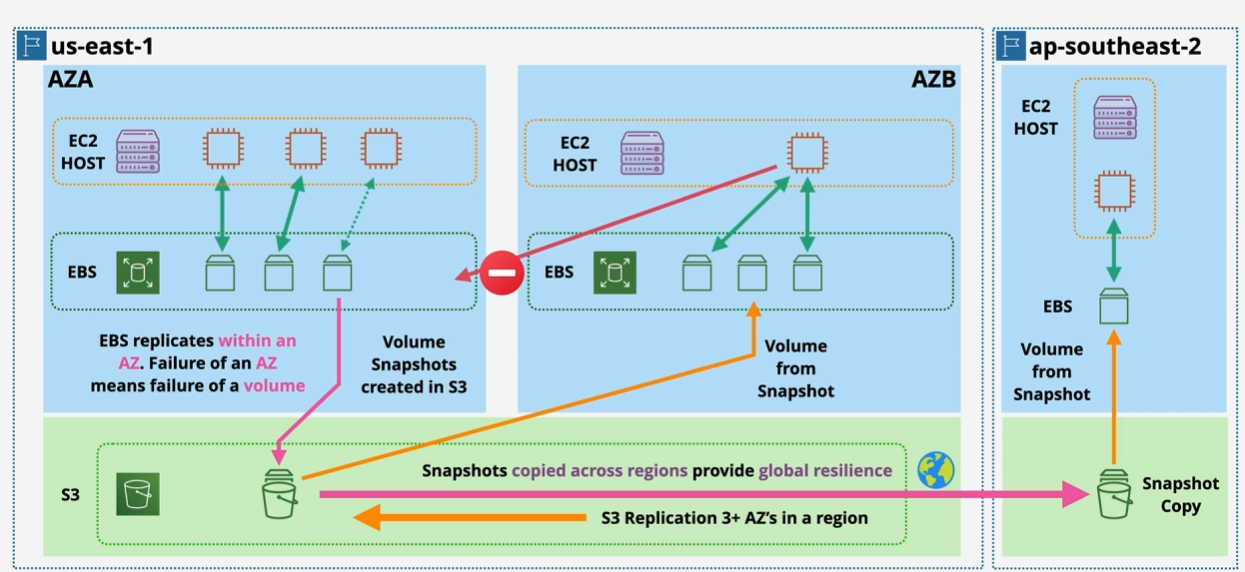 us-east-1
ap-southeast-2
AZA
AZB
EC2
HOST
EC2
HOST
EC2
HOST
EBS
EBS
EBS
EBS replicates within an
AZ. Failure of an AZ
means failure of a volume
Volume
Snapshots
created in S3
Volume
from
Snapshot
Volume
from
Snapshot
S3
Snapshots copied across regions provide global resilience
S3 Replication 3+ AZ's in a region
Snapshot
Copy